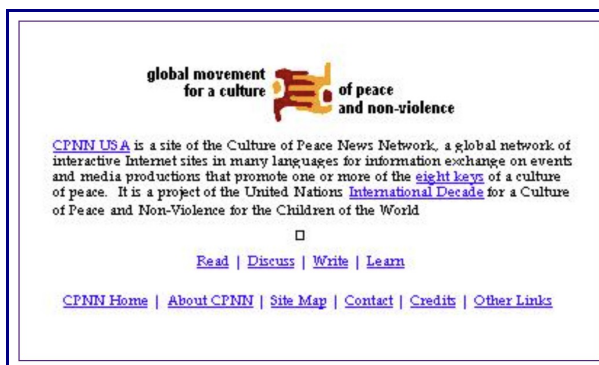 global movement
for a culture
of peace
and non-violence
CPNN USA is a site of the Culture of Peace News Network, a global network of
interactive Internet sites in many languages for information exchange on events
and media productions that promote one or more of the eight keys of a culture
of peace. It is a project of the United Nations International Decade for a Culture
of Peace and Non-Violence for the Children of the World
Read | Discuss | Write | Learn
CPNN Home | About CPNN | Site Map | Contact | Credits | Other Links